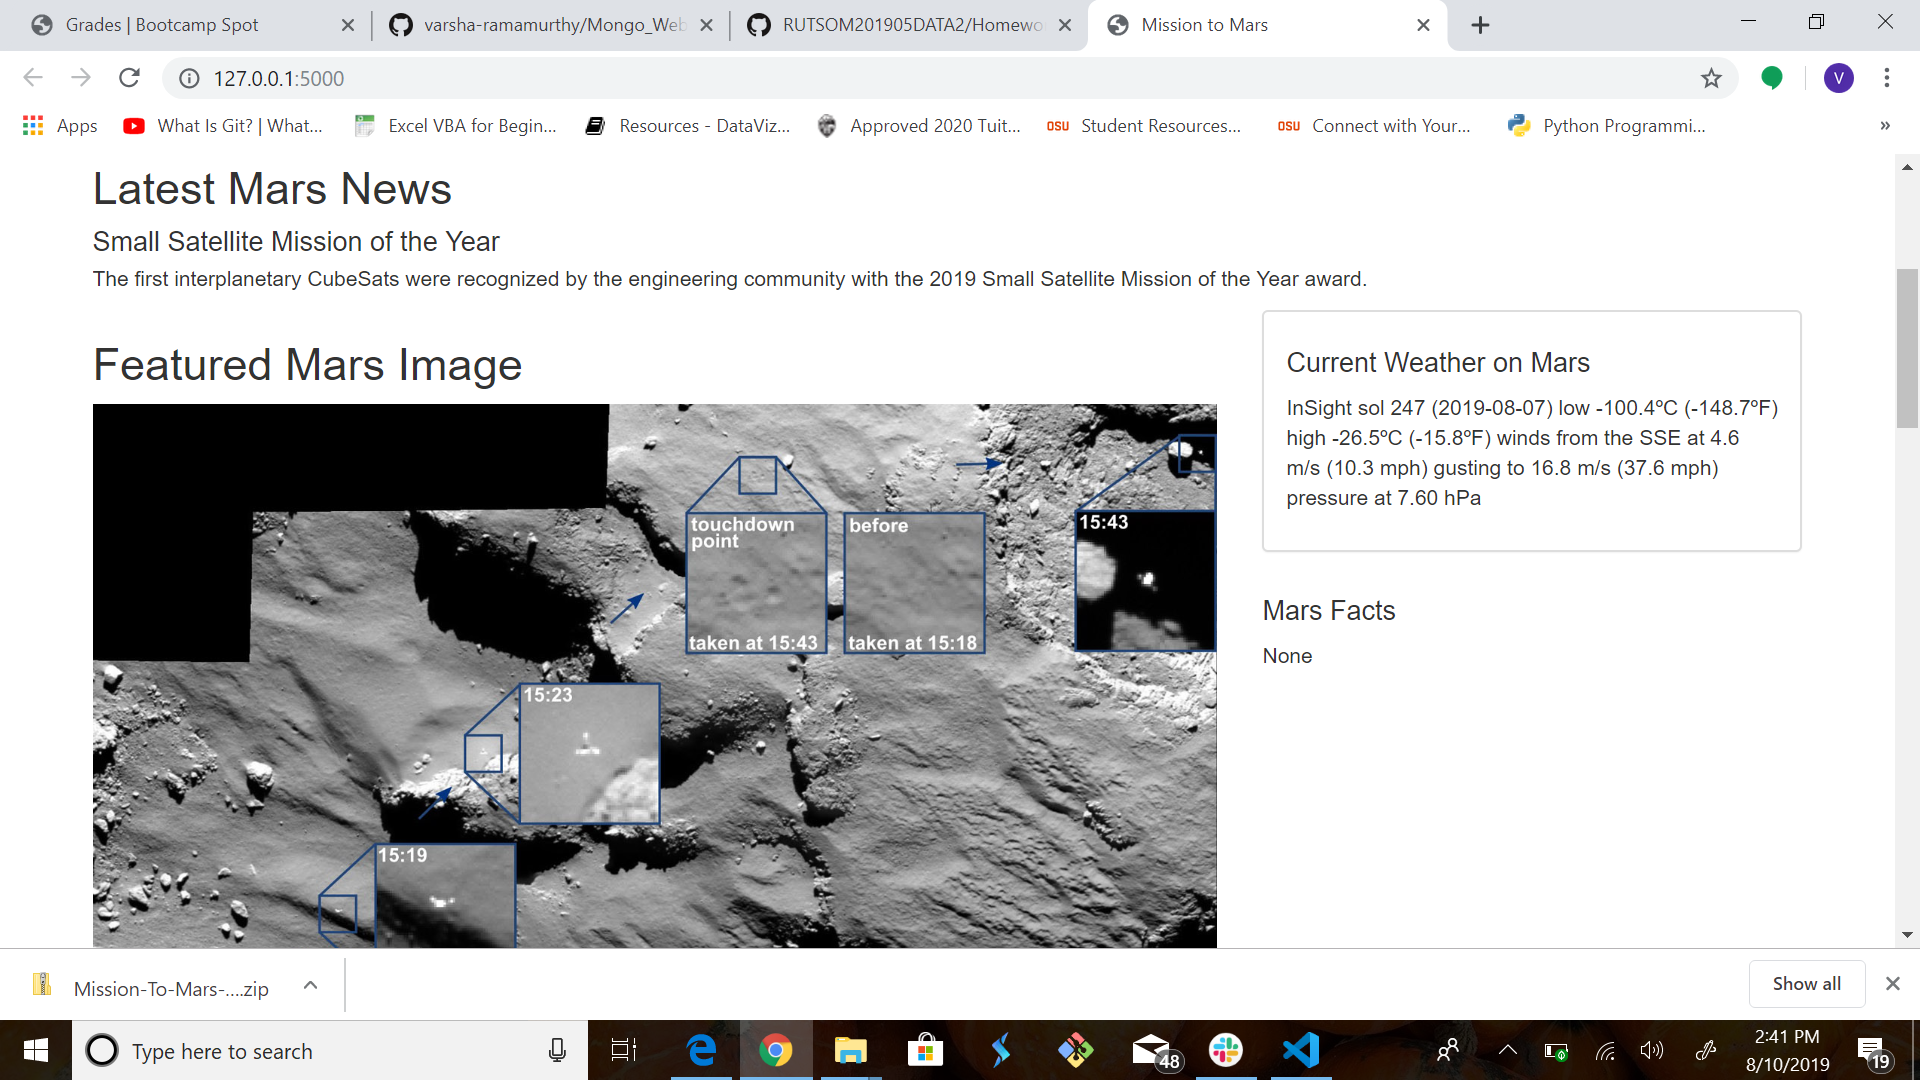 Grades | Bootcamp Spot
varsha-ramamurthy/Mongo_Web
RUTSOM201905DATA2/Homewo
Mission to Mars
127.0.0.1:5000
V
Apps
What Is Git? | What...
Excel VBA for Begin...
Resources - DataViz...
Approved 2020 Tuit...
OSU Student Resources...
OSU Connect with Your...
Python Programmi...
»
Latest Mars News
Small Satellite Mission of the Year
The first interplanetary CubeSats were recognized by the engineering community with the 2019 Small Satellite Mission of the Year award.
Featured Mars Image
touchdown
point
taken at 15:43
before
taken at 15:18
15:43
15:23
15:19
Current Weather on Mars
InSight sol 247 (2019-08-07) low -100.4ºC (-148.7ºF)
high -26.5ºC (-15.8ºF) winds from the SSE at 4.6
m/s (10.3 mph) gusting to 16.8 m/s (37.6 mph)
pressure at 7.60 hPa
Mars Facts
None
Mission-To-Mars-....zip
Show all
Type here to search
48
2:41 PM
8/10/2019
19